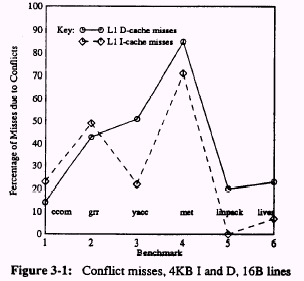 100
Key: L1 D-cache misses
L1 I-cache misses
90
80
70
60
50
40
30
20
10
0
Percentage of Misses due to Conflicts
ccom grr yacc met linpack liver
1 2 3 4 5 6
Benchmark
Figure 3-1: Conflict misses, 4KB I and D, 16B lines